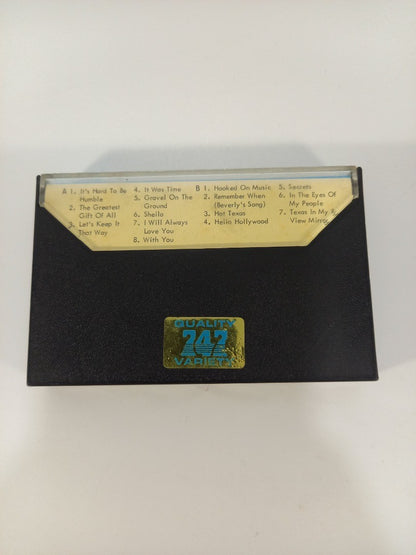 A 1. It's Hard To Be
Humble
2. The Greatest
Gift Of All
3. Let's Keep It
That Way
4. It Was Time
5. Gravel On The
Ground
6. Sheila
7. I Will Always
Love You
8. With You
B 1. Hooked On Music
2. Remember When
(Beverly's Song)
3. Hot Texas
4. Hello Hollywood
5. Secrets
6. In The Eyes Of
My People
7. Texas In My R
View Mirror
QUALITY
242
VARIETY